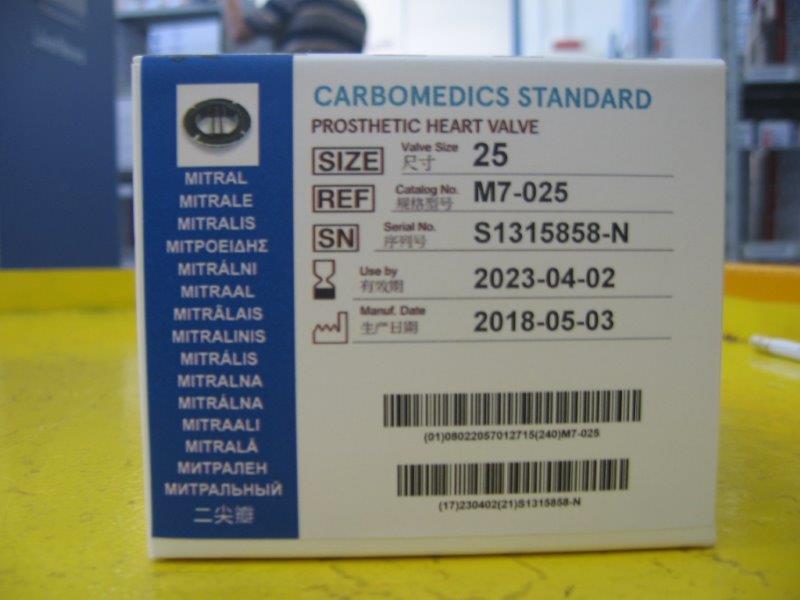 MITRAL
MITRALE
MITRALIS
ΜΙΤΡΟΕΙΔΗΣ
MITRÁLNI
MITRAAL
MITRĀLAIS
MITRALINIS
MITRÁLIS
MITRALNA
MITRÁLNA
MITRAALI
MITRALĂ
МИТРАЛЕН
МИТРАЛЬНЫЙ
二尖瓣
CARBOMEDICS STANDARD
PROSTHETIC HEART VALVE
SIZE Valve Size 尺寸 25
REF Catalog No. 规格型号 M7-025
SN Serial No. 序列号 S1315858-N
Use by 有效期 2023-04-02
Manuf. Date 生产日期 2018-05-03
(01)08022057012715(240)M7-025
(17)230402(21)S1315858-N